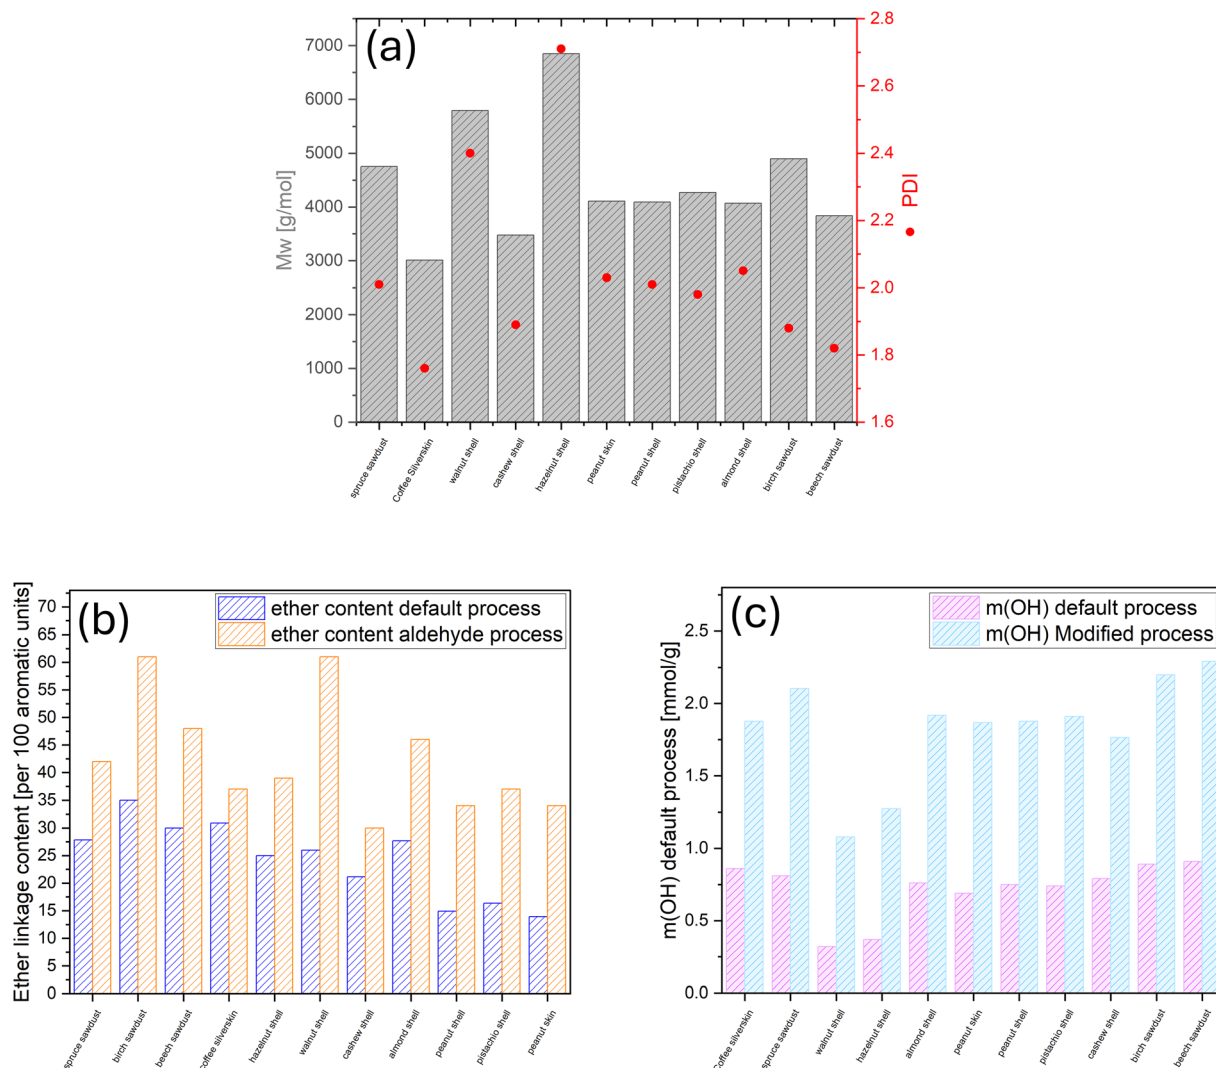 (a)
Mw [g/mol]
7000
6000
5000
4000
3000
2000
1000
0
2.8
2.6
2.4
2.2
2.0
1.8
1.6
PDI
spruce sawdust
Coffee Silverskin
walnut shell
cashew shell
hazelnut shell
peanut skin
peanut shell
pistachio shell
almond shell
birch sawdust
beech sawdust
(b)
ether content default process
ether content aldehyde process
Ether linkage content [per 100 aromatic units]
70
65
60
55
50
45
40
35
30
25
20
15
10
5
0
spruce sawdust
birch sawdust
beech sawdust
coffee silverskin
hazelnut shell
walnut shell
cashew shell
almond shell
peanut shell
pistachio shell
peanut skin
(c)
m(OH) default process
m(OH) Modified process
m(OH) default process [mmol/g]
2.5
2.0
1.5
1.0
0.5
0.0
Coffee silverskin
spruce sawdust
walnut shell
hazelnut shell
almond shell
peanut skin
peanut shell
pistachio shell
cashew shell
birch sawdust
beech sawdust